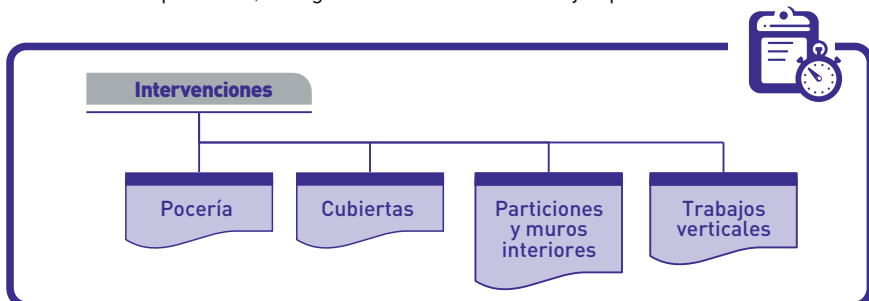 Intervenciones
Pocería
Cubiertas
Particiones
y muros
interiores
Trabajos
verticales